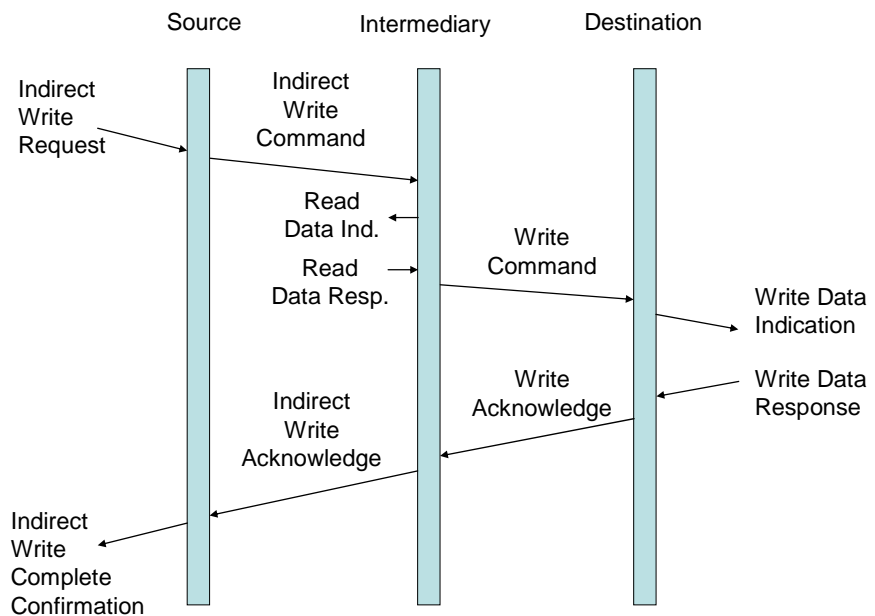 Source
Intermediary
Destination
Indirect
Write
Request
Indirect
Write
Command
Read
Data Ind.
Read
Data Resp.
Write
Command
Write Data
Indication
Write Data
Response
Write
Acknowledge
Indirect
Write
Acknowledge
Indirect
Write
Complete
Confirmation